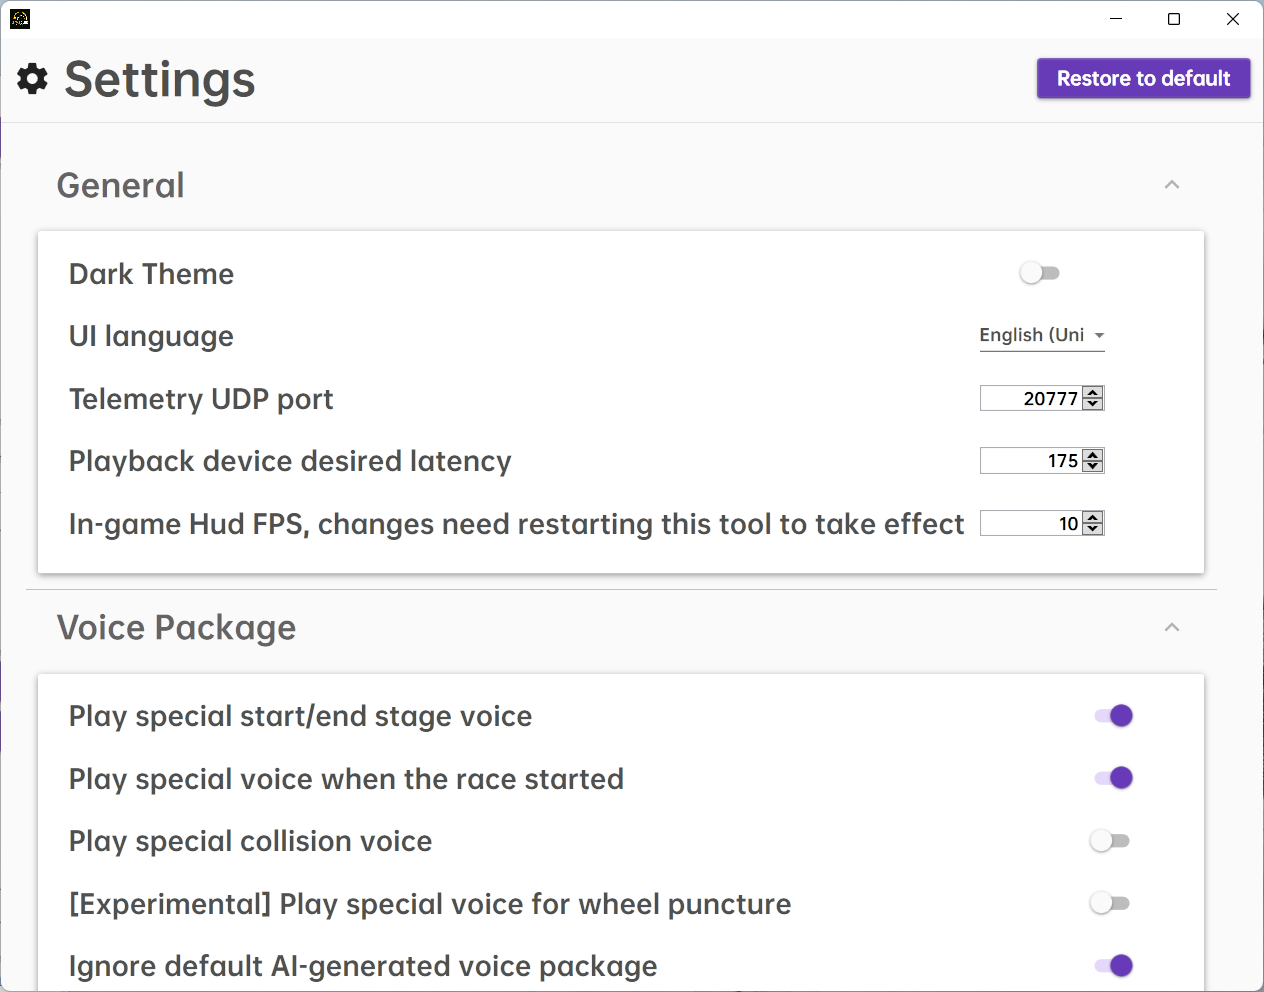 Settings
Restore to default
General
Dark Theme
UI language
English (Uni
Telemetry UDP port
20777
Playback device desired latency
175
In-game Hud FPS, changes need restarting this tool to take effect
10
Voice Package
Play special start/end stage voice
Play special voice when the race started
Play special collision voice
[Experimental] Play special voice for wheel puncture
Ignore default AI-generated voice package